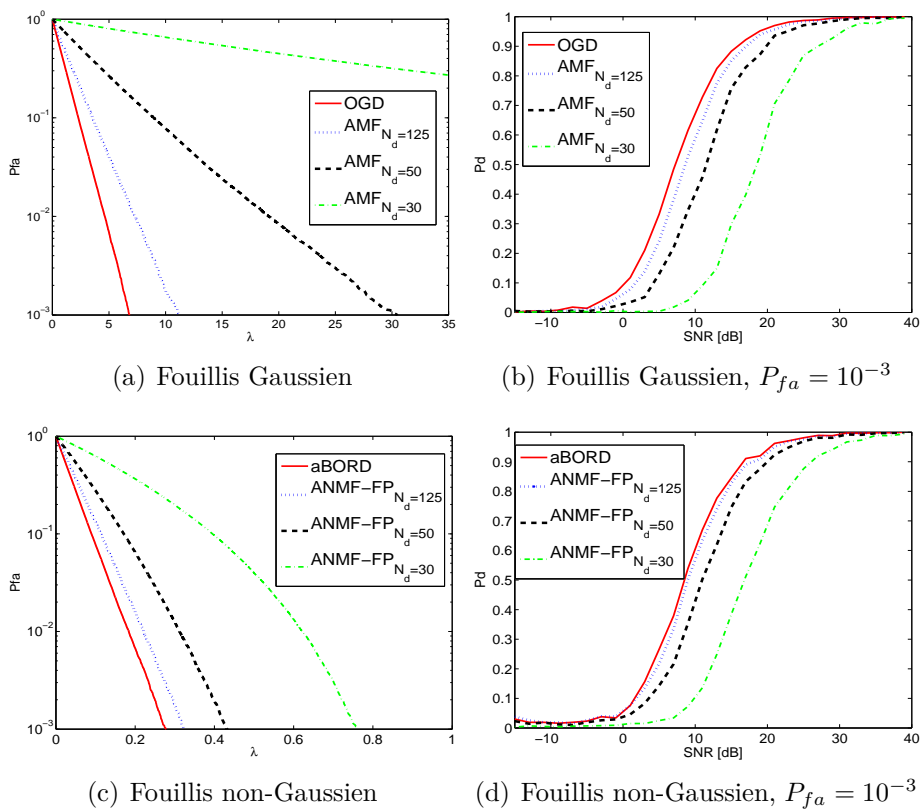 10^0
10^{-1}
10^{-2}
10^{-3}
Pfa
0 5 10 15 20 25 30 35
λ
OGD
AMF_{N_d=125}
AMF_{N_d=50}
AMF_{N_d=30}
(a) Fouillis Gaussien
1
0.9
0.8
0.7
0.6
0.5
0.4
0.3
0.2
0.1
0
Pd
−10 0 10 20 30 40
SNR [dB]
OGD
AMF_{N_d=125}
AMF_{N_d=50}
AMF_{N_d=30}
(b) Fouillis Gaussien, P_{fa} = 10^{-3}
10^0
10^{-1}
10^{-2}
10^{-3}
Pfa
0 0.2 0.4 0.6 0.8 1
λ
aBORD
ANMF−FP_{N_d=125}
ANMF−FP_{N_d=50}
ANMF−FP_{N_d=30}
(c) Fouillis non-Gaussien
1
0.9
0.8
0.7
0.6
0.5
0.4
0.3
0.2
0.1
0
Pd
−10 0 10 20 30 40
SNR [dB]
aBORD
ANMF−FP_{N_d=125}
ANMF−FP_{N_d=50}
ANMF−FP_{N_d=30}
(d) Fouillis non-Gaussien, P_{fa} = 10^{-3}